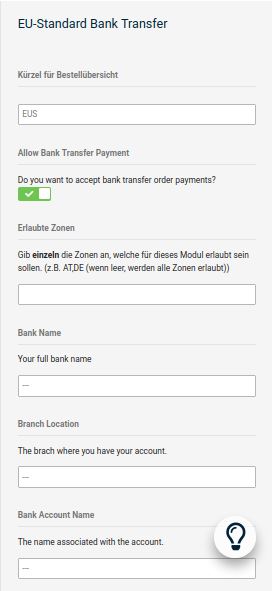 EU-Standard Bank Transfer
Kürzel für Bestellübersicht
EUS
Allow Bank Transfer Payment
Do you want to accept bank transfer order payments?
Erlaubte Zonen
Gib einzeln die Zonen an, welche für dieses Modul erlaubt sein
sollen. (z.B. AT,DE (wenn leer, werden alle Zonen erlaubt))
Bank Name
Your full bank name
---
Branch Location
The brach where you have your account.
---
Bank Account Name
The name associated with the account.
---